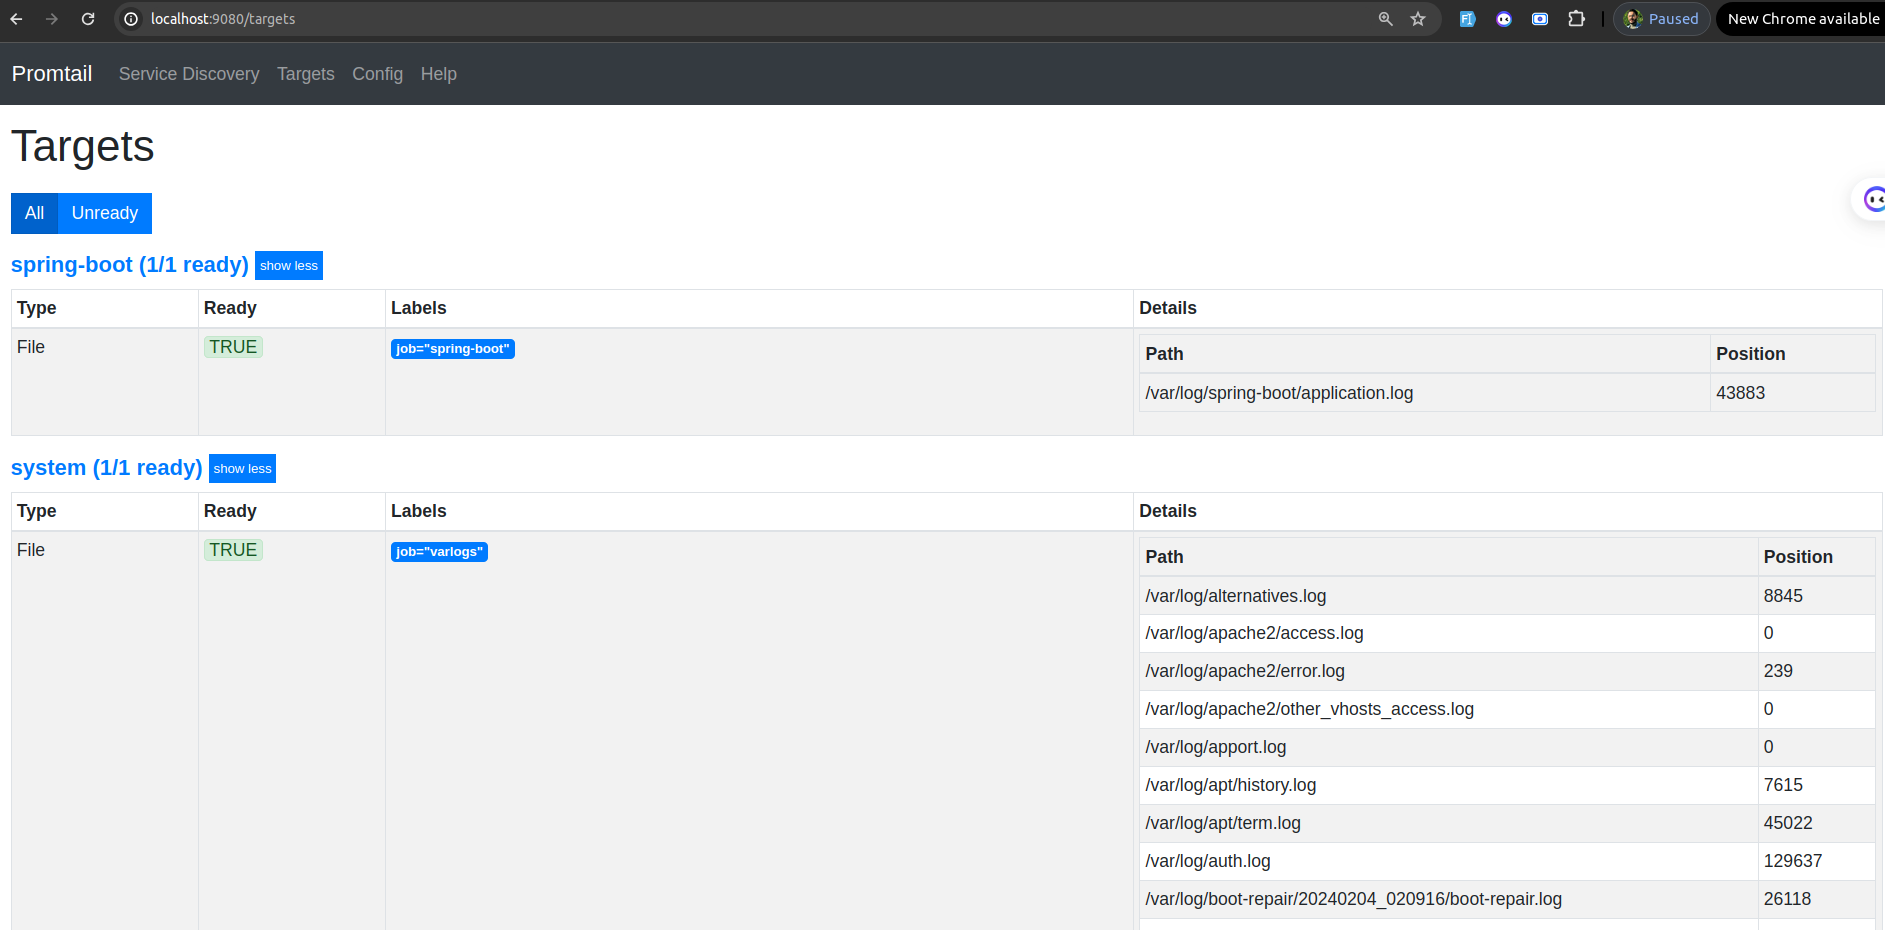 localhost:9080/targets
Paused
New Chrome available
Promtail Service Discovery Targets Config Help
Targets
All Unready
spring-boot (1/1 ready) show less
Type Ready Labels Details
File TRUE job="spring-boot" Path Position
/var/log/spring-boot/application.log 43883
system (1/1 ready) show less
Type Ready Labels Details
File TRUE job="varlogs" Path Position
/var/log/alternatives.log 8845
/var/log/apache2/access.log 0
/var/log/apache2/error.log 239
/var/log/apache2/other_vhosts_access.log 0
/var/log/apport.log 0
/var/log/apt/history.log 7615
/var/log/apt/term.log 45022
/var/log/auth.log 129637
/var/log/boot-repair/20240204_020916/boot-repair.log 26118